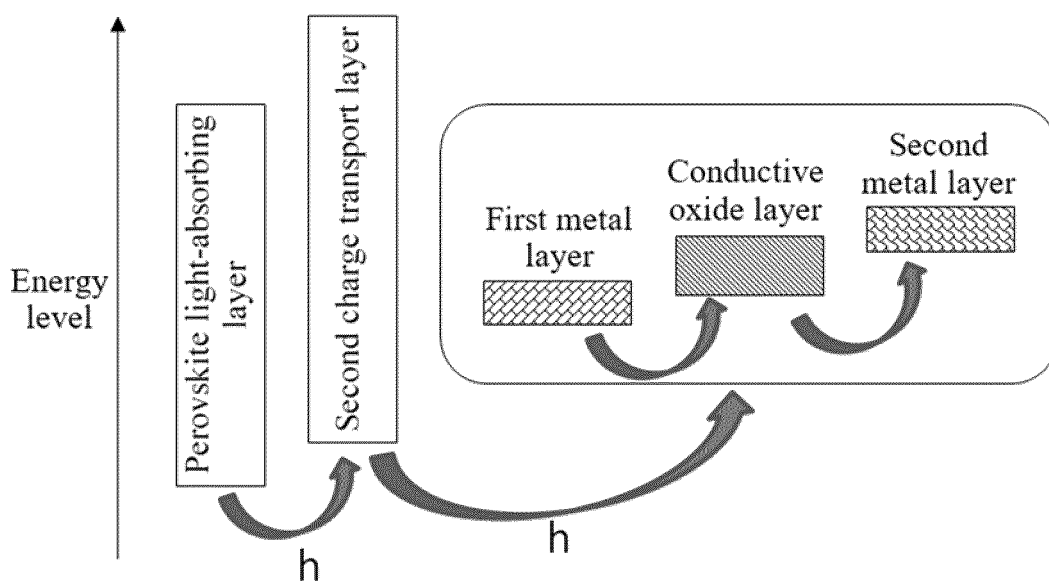 Energy
level
Perovskite light-absorbing
layer
Second charge transport layer
First metal
layer
Conductive
oxide layer
Second
metal layer
h
h